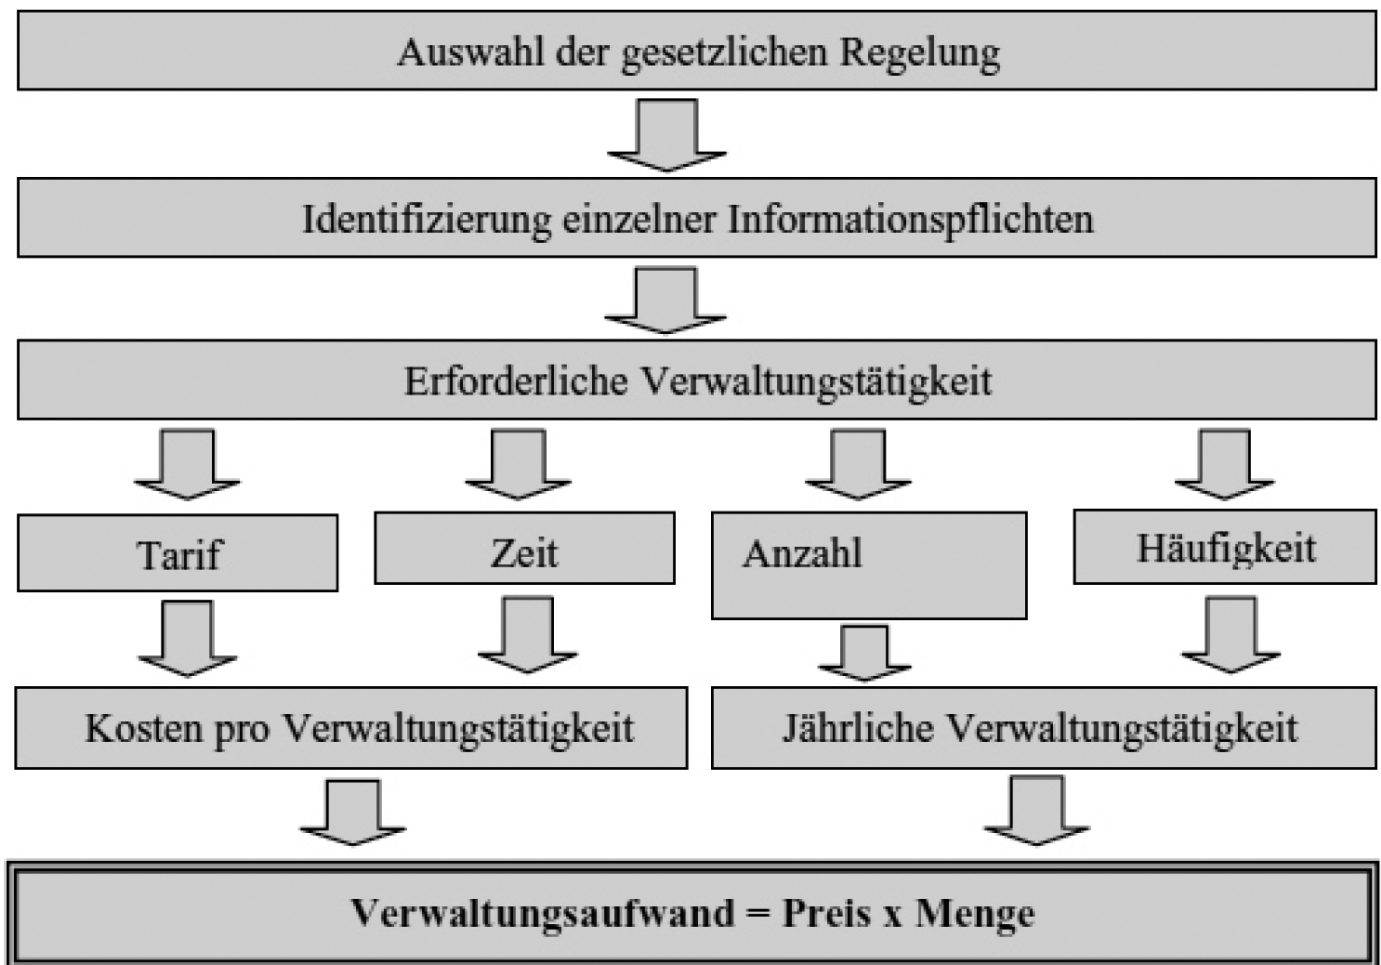 Auswahl der gesetzlichen Regelung
Identifizierung einzelner Informationspflichten
Erforderliche Verwaltungstätigkeit
Tarif
Zeit
Anzahl
Häufigkeit
Kosten pro Verwaltungstätigkeit
Jährliche Verwaltungstätigkeit
Verwaltungsaufwand = Preis x Menge